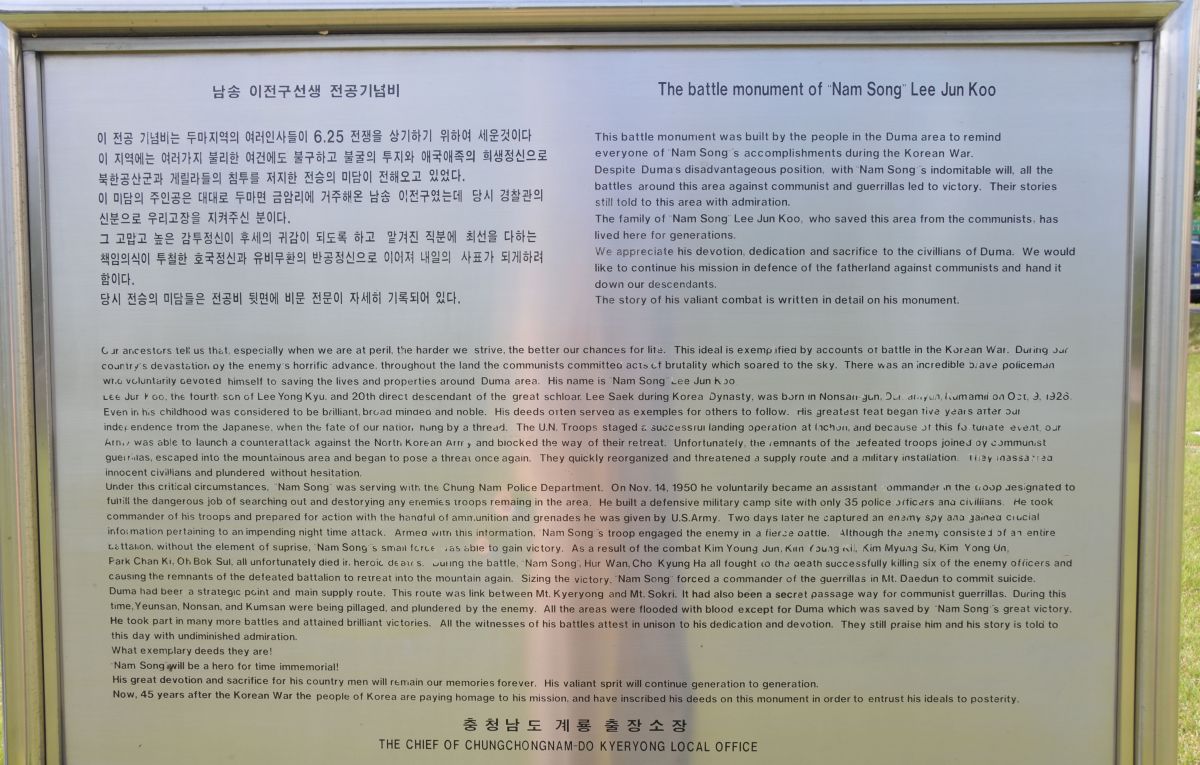 남송 이전구선생 전공기념비
이 전공 기념비는 두마지역의 여러인사들이 6.25 전쟁을 상기하기 위하여 세운것이다
이 지역에는 여러가지 불리한 여건에도 불구하고 불굴의 투지와 애국애족의 희생정신으로
북한공산군과 게릴라들의 침투를 저지한 전승의 미담이 전해오고 있었다.
이 미담의 주인공은 대대로 두마면 금암리에 거주해온 남송 이전구였는데 당시 경찰관의
신분으로 우리고장을 지켜주신 분이다.
그 고맙고 높은 감투정신이 후세의 귀감이 되도록 하고 맡겨진 직분에 최선을 다하는
책임의식이 투철한 호국정신과 유비무환의 반공정신으로 이어져 내일의 사표가 되게하려
함이다.
당시 전승의 미담들은 전공비 뒷면에 비문 전문이 자세히 기록되어 있다.
The battle monument of "Nam Song" Lee Jun Koo
This battle monument was built by the people in the Duma area to remind
everyone of "Nam Song"s accomplishments during the Korean War.
Despite Duma's disadvantageous position, with "Nam Song"s indomitable will, all the
battles around this area against communist and guerrillas led to victory. Their stories
still told to this area with admiration.
The family of "Nam Song" Lee Jun Koo, who saved this area from the communists, has
lived here for generations.
We appreciate his devotion, dedication and sacrifice to the civillians of Duma. We would
like to continue his mission in defence of the fatherland against communists and hand it
down our descendants.
The story of his valiant combat is written in detail on his monument.
Our ancestors tell us that, especially when we are at peril, the harder we strive, the better our chances for life. This ideal is exemplified by accounts of battle in the Korean War. During our
country's devastation by the enemy's horrific advance, throughout the land the communists committed acts of brutality which soared to the sky. There was an incredible brave policeman
who voluntarily devoted himself to saving the lives and properties around Duma area. His name is "Nam Song" Lee Jun Koo.
Lee Jun Koo, the fourth son of Lee Yong Kyu, and 20th direct descendant of the great schloar, Lee Saek during Korea Dynasty, was born in Nonsan-gun, on Oct. 9, 1928.
Even in his childhood was considered to be brilliant, broad minded and noble. His deeds often served as exemples for others to follow. His greatest feat began five years after our
independence from the Japanese, when the fate of our nation hung by a thread. The U.N. Troops staged a successful landing operation at Inchon, and because of this fortunate event, our
Army was able to launch a counterattack against the North Korean Army and blocked the way of their retreat. Unfortunately, the remnants of the defeated troops joined by communist
guerrillas, escaped into the mountainous area and began to pose a threat once again. They quickly reorganized and threatened a supply route and a military installation. They massacred
innocent civillians and plundered without hesitation.
Under this critical circumstances, "Nam Song" was serving with the Chung Nam Police Department. On Nov. 14, 1950 he voluntarily became an assistant commander in the troop designated to
fulfill the dangerous job of searching out and destorying any enemies troops remaing in the area. He built a defensive military camp site with only 35 police officers and civillians. He took
commander of his troops and prepared for action with the handful of ammunition and grenades he was given by U.S.Army. Two days later he captured an enemy spy and gained crucial
information pertaining to an impending night time attack. Armed with this information, "Nam Song"s troop engaged the enemy in a fierce battle. Although the enemy consisted of an entire
battalion, without the element of suprise, "Nam Song"s small force was able to gain victory. As a result of the combat Kim Young Jun, Kim Young Kil, Kim Myung Su, Kim Yong Un,
Park Chan Ki, Oh Bok Sul, all unfortunately died in heroic deaths. During the battle, "Nam Song", Hur Wan, Cho Kyung Ha all fought to the death successfully killing six of the enemy officers and
causing the remnants of the defeated battalion to retreat into the mountain again. Sizing the victory, "Nam Song" forced a commander of the guerrillas in Mt. Daedun to commit suicide.
Duma had been a strategic point and main supply route. This route was link between Mt. Kyeryong and Mt. Sokri. It had also been a secret passage way for communist guerrillas. During this
time, Yeunsan, Nonsan, and Kumsan were being pillaged, and plundered by the enemy. All the areas were flooded with blood except for Duma which was saved by "Nam Song"s great victory.
He took part in many more battles and attained brilliant victories. All the witnesses of his battles attest in unison to his dedication and devotion. They still praise him and his story is told to
this day with undiminished admiration.
What exemplary deeds they are!
"Nam Song" will be a hero for time immemorial!
His great devotion and sacrifice for his country men will remain our memories forever. His valiant sprit will continue generation to generation.
Now, 45 years after the Korean War the people of Korea are paying homage to his mission, and have inscribed his deeds on this monument in order to entrust his ideals to posterity.
충청남도 계룡 출장소장
THE CHIEF OF CHUNGCHONGNAM-DO KYERYONG LOCAL OFFICE